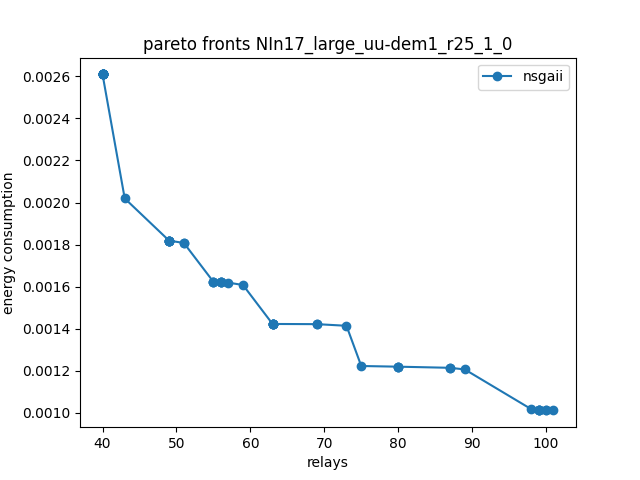 pareto fronts NIn17_large_uu-dem1_r25_1_0
nsgaii
energy consumption
0.0026
0.0024
0.0022
0.0020
0.0018
0.0016
0.0014
0.0012
0.0010
40 50 60 70 80 90 100
relays